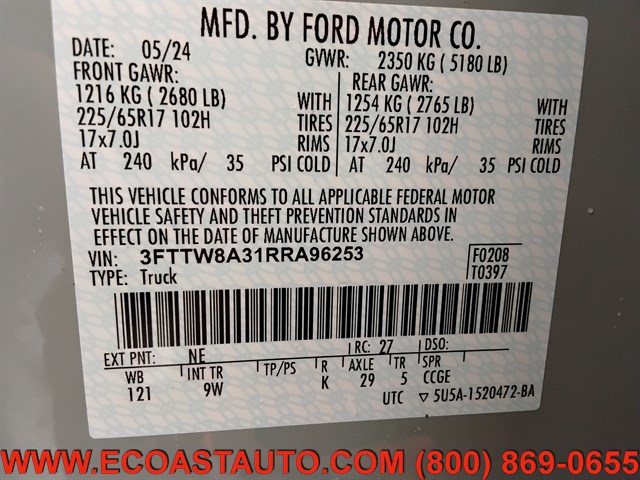 MFD. BY FORD MOTOR CO.
DATE: 05/24 GVWR: 2350 KG ( 5180 LB)
FRONT GAWR: REAR GAWR:
1216 KG ( 2680 LB) WITH 1254 KG ( 2765 LB) WITH
225/65R17 102H TIRES 225/65R17 102H TIRES
17x7.0J RIMS 17x7.0J RIMS
AT 240 kPa/ 35 PSI COLD AT 240 kPa/ 35 PSI COLD
THIS VEHICLE CONFORMS TO ALL APPLICABLE FEDERAL MOTOR
VEHICLE SAFETY AND THEFT PREVENTION STANDARDS IN
EFFECT ON THE DATE OF MANUFACTURE SHOWN ABOVE.
VIN: 3FTTW8A31RRA96253 F0208
TYPE: Truck T0397
EXT PNT: NE RC: 27 DSO:
WB INT TR TP/PS R AXLE TR SPR
121 9W K 29 5 CCGE
UTC ▽ 5U5A-1520472-BA
WWW.ECOASTAUTO.COM (800) 869-0655